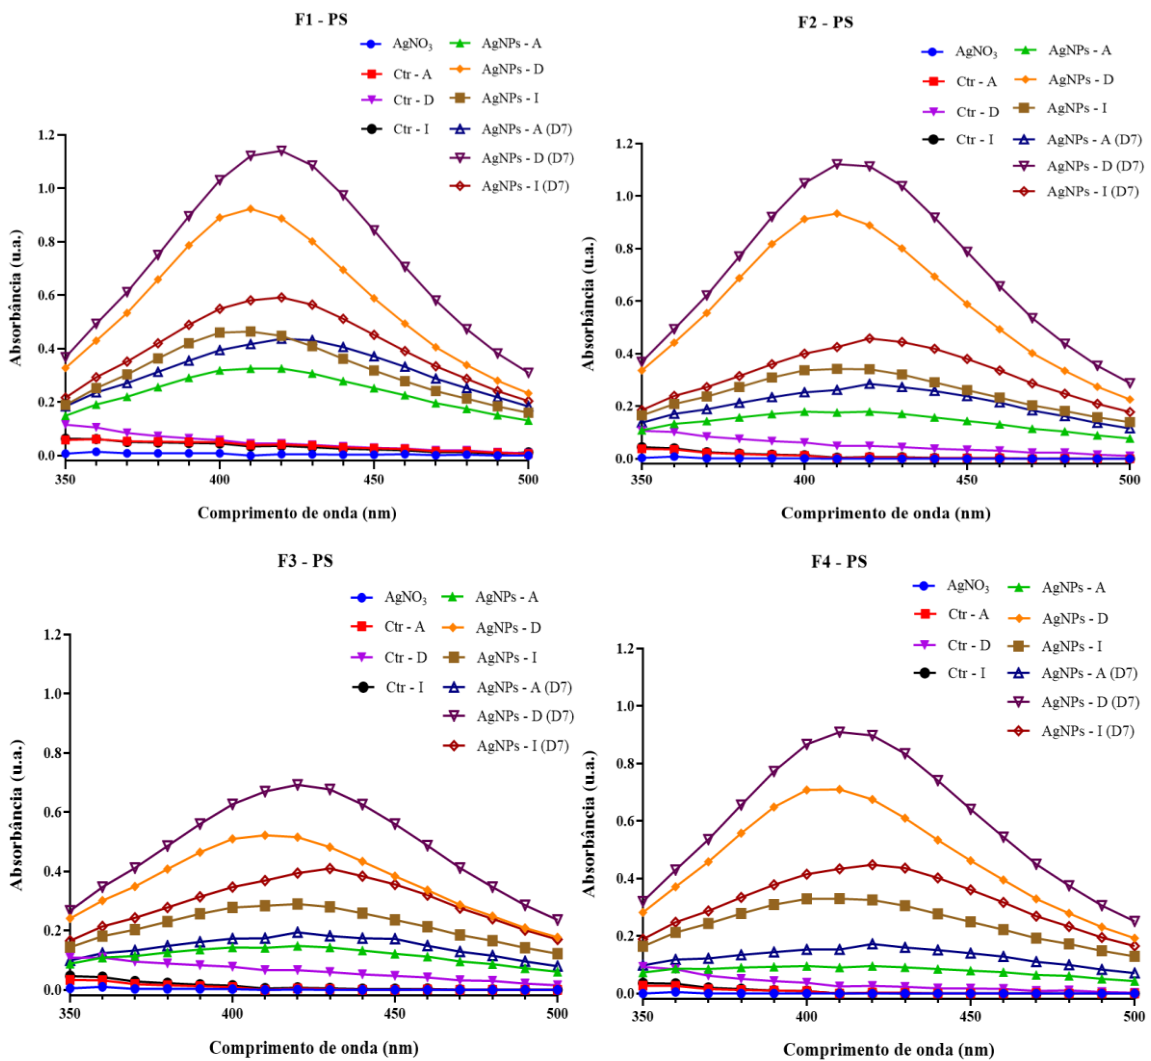 F1 - PS
AgNO3 AgNPs - A
Ctr - A AgNPs - D
Ctr - D AgNPs - I
Ctr - I AgNPs - A (D7)
AgNPs - D (D7)
AgNPs - I (D7)
Absorbância (u.a.)
1.2
1.0
0.8
0.6
0.4
0.2
0.0
350 400 450 500
Comprimento de onda (nm)
F2 - PS
AgNO3 AgNPs - A
Ctr - A AgNPs - D
Ctr - D AgNPs - I
Ctr - I AgNPs - A (D7)
AgNPs - D (D7)
AgNPs - I (D7)
Absorbância (u.a.)
1.2
1.0
0.8
0.6
0.4
0.2
0.0
350 400 450 500
Comprimento de onda (nm)
F3 - PS
AgNO3 AgNPs - A
Ctr - A AgNPs - D
Ctr - D AgNPs - I
Ctr - I AgNPs - A (D7)
AgNPs - D (D7)
AgNPs - I (D7)
Absorbância (u.a.)
1.2
1.0
0.8
0.6
0.4
0.2
0.0
350 400 450 500
Comprimento de onda (nm)
F4 - PS
AgNO3 AgNPs - A
Ctr - A AgNPs - D
Ctr - D AgNPs - I
Ctr - I AgNPs - A (D7)
AgNPs - D (D7)
AgNPs - I (D7)
Absorbância (u.a.)
1.2
1.0
0.8
0.6
0.4
0.2
0.0
350 400 450 500
Comprimento de onda (nm)